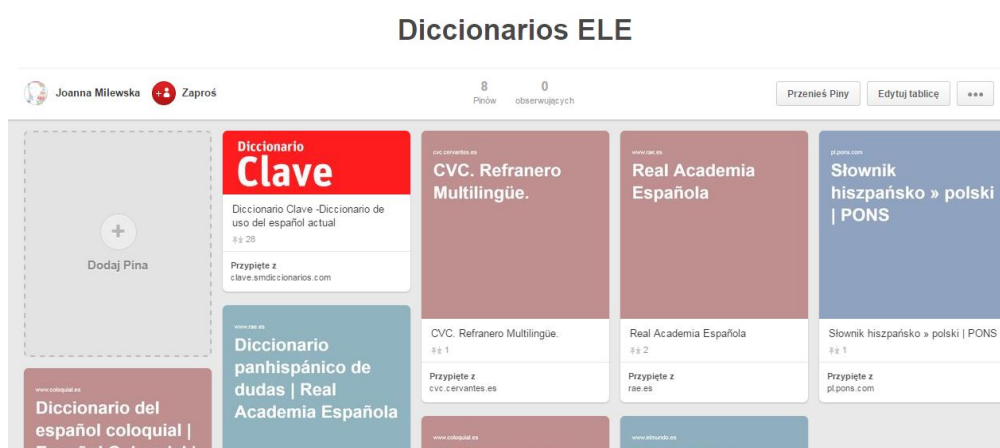 Diccionarios ELE
Joanna Milewska
Zaproś
8
Pinów
0
obserwujących
Przenieś Piny
Edytuj tablicę
Dodaj Pina
www.coloquial.es
Diccionario del
español coloquial |
Diccionario
Clave
Diccionario Clave -Diccionario de
uso del español actual
28
Przypięte z
clave.smdiccionarios.com
www.rae.es
Diccionario
panhispánico de
dudas | Real
Academia Española
cvc.cervantes.es
CVC. Refranero
Multilingüe.
CVC. Refranero Multilingüe.
1
Przypięte z
cvc.cervantes.es
www.coloquial.es
www.rae.es
Real Academia
Española
Real Academia Española
2
Przypięte z
rae.es
www.elmundo.es
pl.pons.com
Słownik
hiszpańsko » polski
| PONS
Słownik hiszpańsko » polski | PONS
1
Przypięte z
pl.pons.com